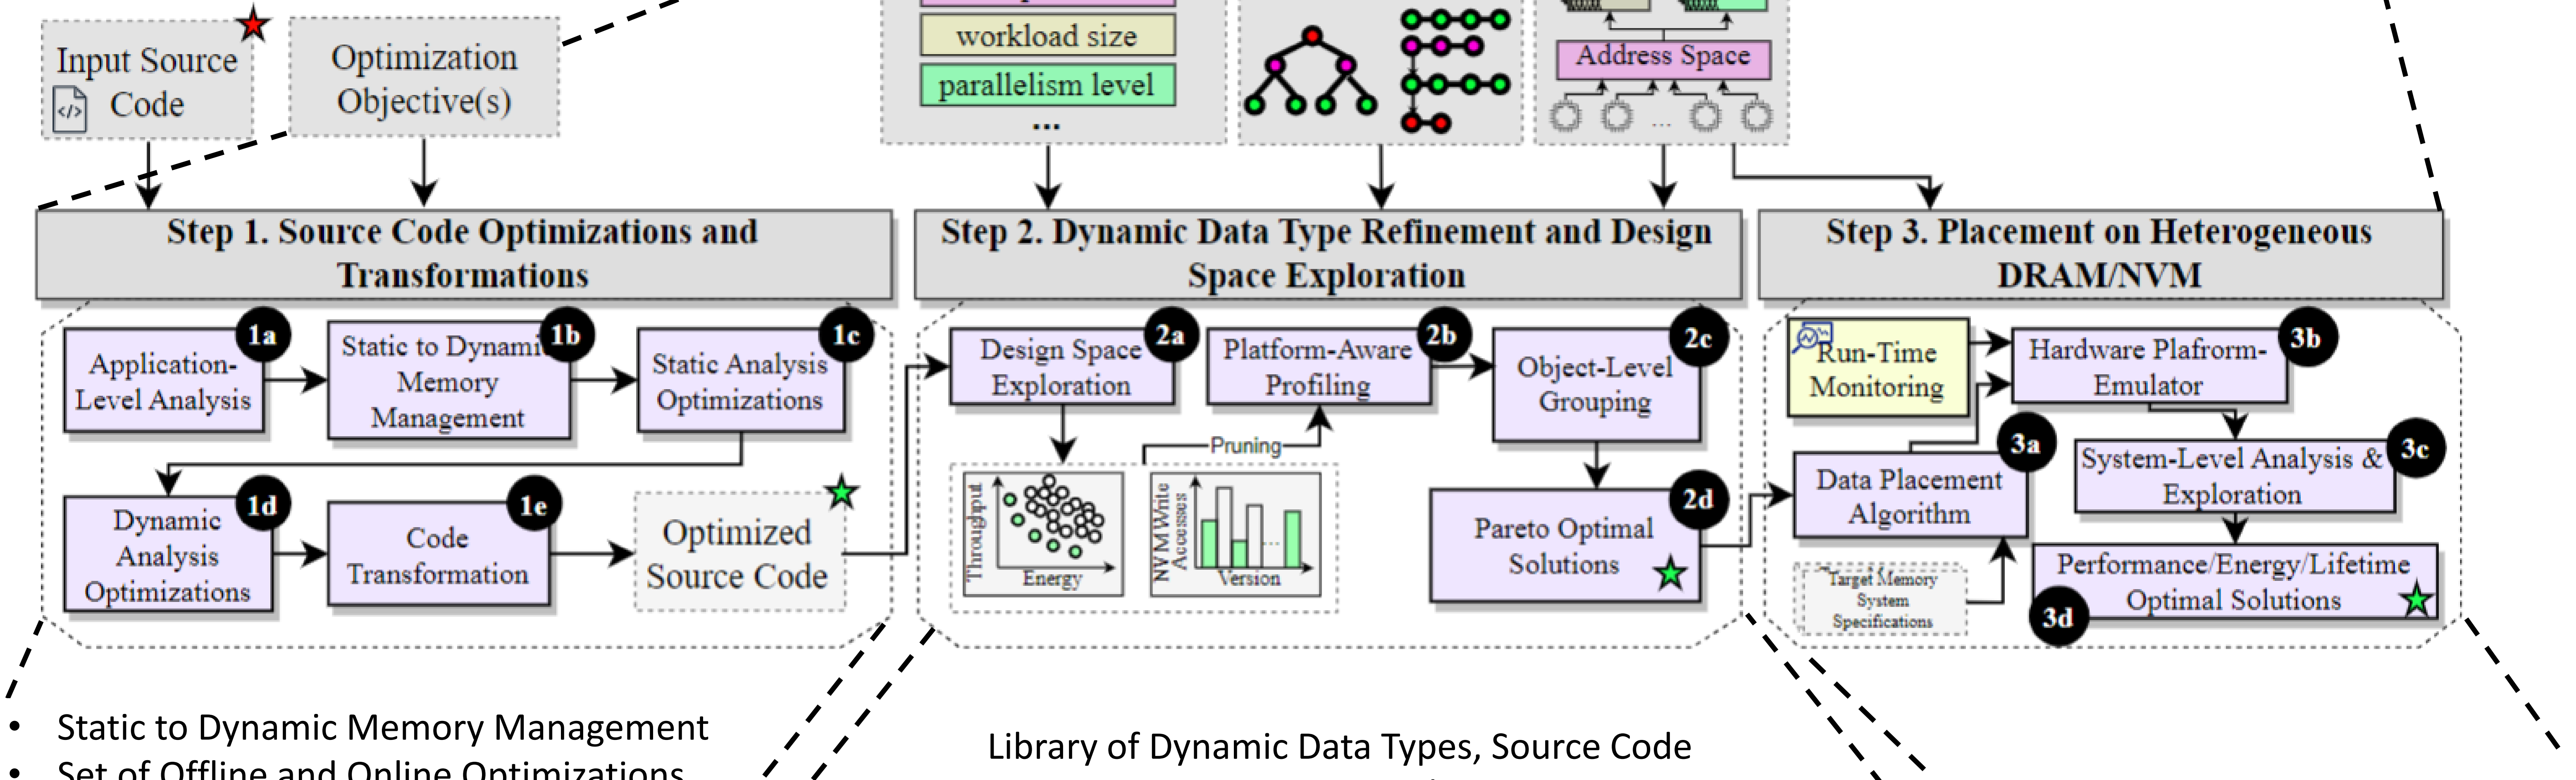 Input Source
Code
</>
Optimization
Objective(s)
workload size
parallelism level
...
Address Space
...
Step 1. Source Code Optimizations and
Transformations
Step 2. Dynamic Data Type Refinement and Design
Space Exploration
Step 3. Placement on Heterogeneous
DRAM/NVM
1a
Application-
Level Analysis
1b
Static to Dynamic
Memory
Management
1c
Static Analysis
Optimizations
1d
Dynamic
Analysis
Optimizations
1e
Code
Transformation
Optimized
Source Code
2a
Design Space
Exploration
2b
Platform-Aware
Profiling
2c
Object-Level
Grouping
Pruning
Throughput
Energy
NVM Write
Accesses
...
Version
2d
Pareto Optimal
Solutions
Run-Time
Monitoring
3b
Hardware Plafrorm-
Emulator
3a
Data Placement
Algorithm
3c
System-Level Analysis &
Exploration
Target Memory
System
Specifications
3d
Performance/Energy/Lifetime
Optimal Solutions
• Static to Dynamic Memory Management
• Set of Offline and Online Optimizations
Library of Dynamic Data Types, Source Code